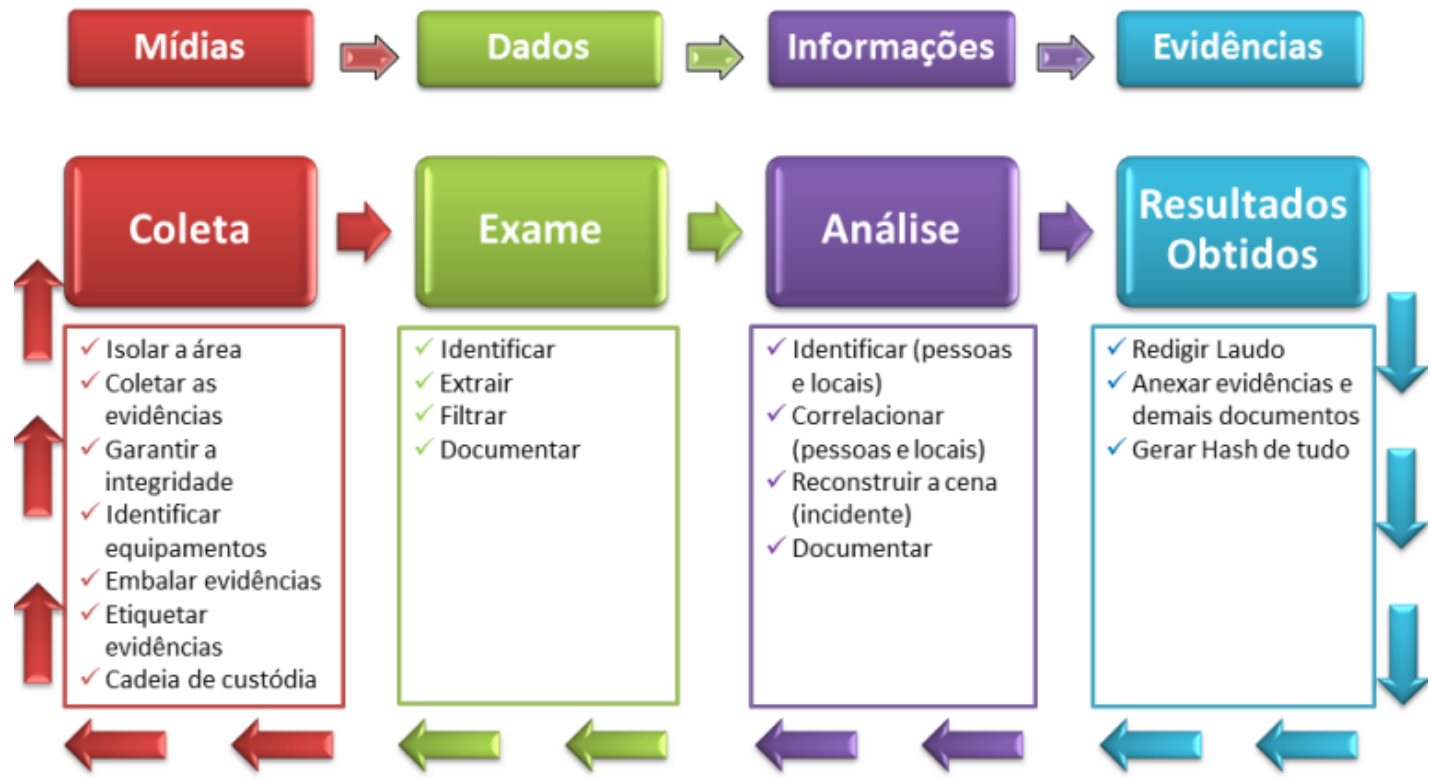 Mídias
Dados
Informações
Evidências
Coleta
Exame
Análise
Resultados
Obtidos
Isolar a área
Coletar as
evidências
Garantir a
integridade
Identificar
equipamentos
Embalar evidências
Etiquetar
evidências
Cadeia de custódia
Identificar
Extrair
Filtrar
Documentar
Identificar (pessoas
e locais)
Correlacionar
(pessoas e locais)
Reconstruir a cena
(incidente)
Documentar
Redigir Laudo
Anexar evidências e
demais documentos
Gerar Hash de tudo